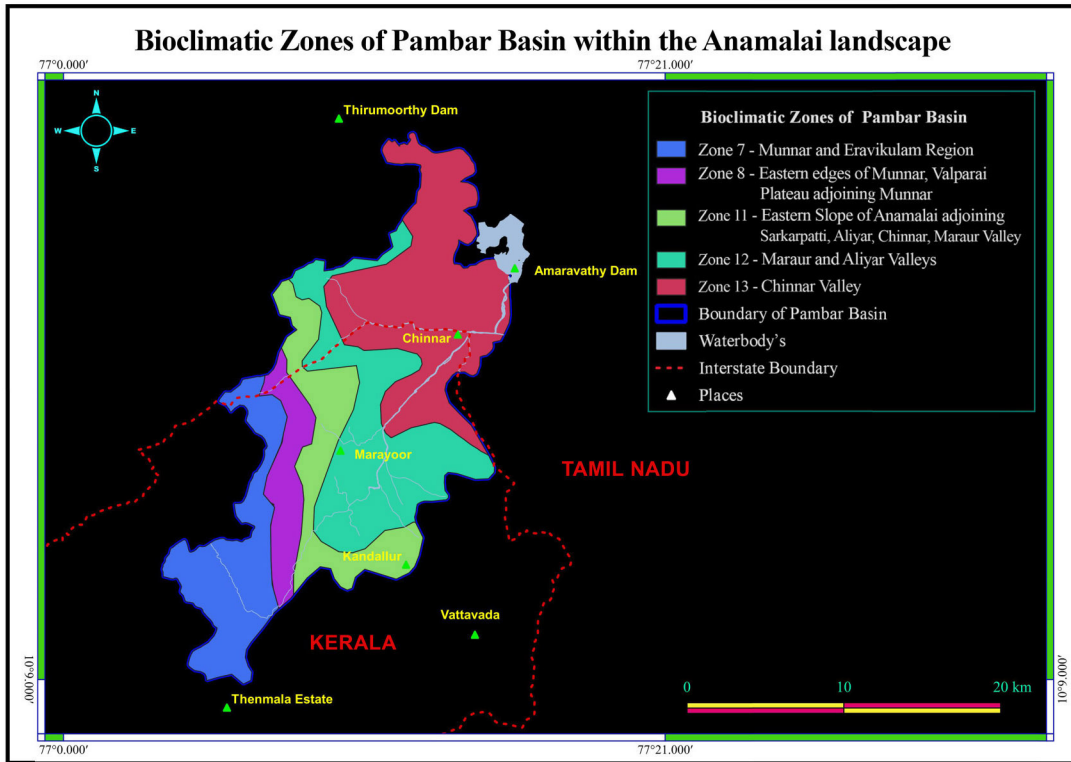 Bioclimatic Zones of Pambar Basin within the Anamalai landscape
77°0.000′
77°21.000′
N
W
E
S
Thirumoorthy Dam
Bioclimatic Zones of Pambar Basin
Zone 7 - Munnar and Eravikulam Region
Zone 8 - Eastern edges of Munnar, Valparai
Plateau adjoining Munnar
Zone 11 - Eastern Slope of Anamalai adjoining
Sarkarpatti, Aliyar, Chinnar, Maraur Valley
Zone 12 - Maraur and Aliyar Valleys
Zone 13 - Chinnar Valley
Boundary of Pambar Basin
Waterbody's
Interstate Boundary
Places
Amaravathy Dam
Chinnar
Marayoor
TAMIL NADU
Kandallur
Vattavada
KERALA
Thenmala Estate
10°9.000′
10°9.000′
0
10
20 km
77°0.000′
77°21.000′